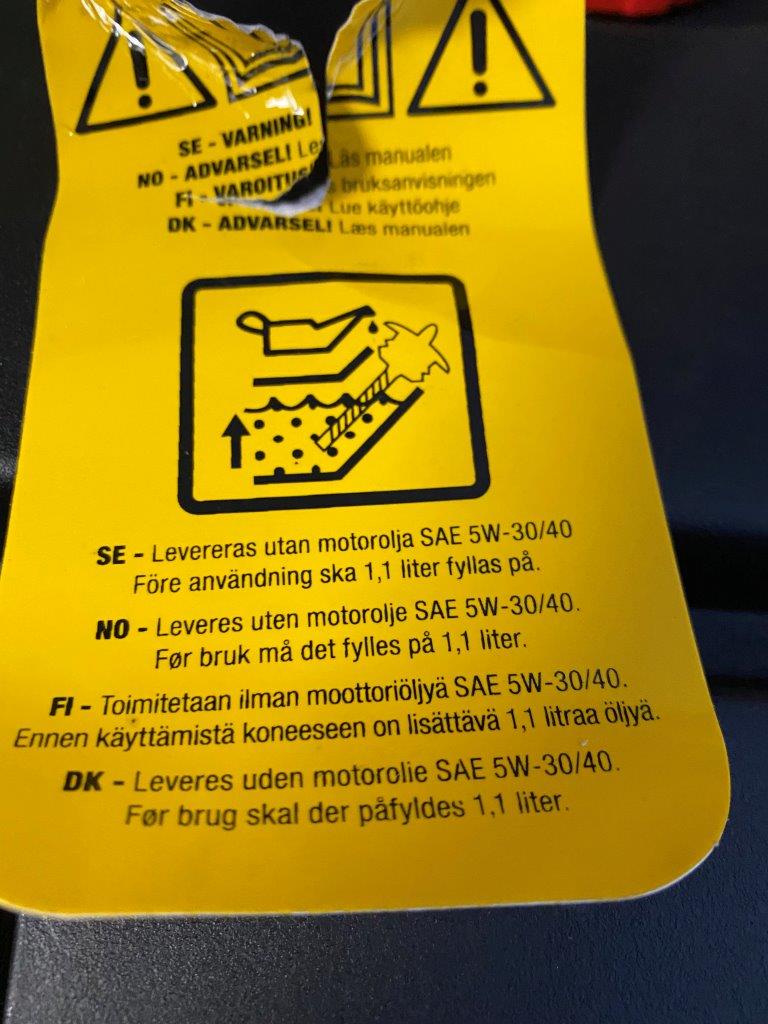 SE - VARNING! Läs manualen
NO - ADVARSEL! Le bruksanvisningen
FI - VAROITUS Lue käyttöohje
DK - ADVARSEL! Læs manualen
SE - Levereras utan motorolja SAE 5W-30/40
Före användning ska 1,1 liter fyllas på.
NO - Leveres uten motorolje SAE 5W-30/40.
Før bruk må det fylles på 1,1 liter.
FI - Toimitetaan ilman moottoriöljyä SAE 5W-30/40.
Ennen käyttämistä koneeseen on lisättävä 1,1 litraa öljyä.
DK - Leveres uden motorolie SAE 5W-30/40.
Før brug skal der påfyldes 1,1 liter.